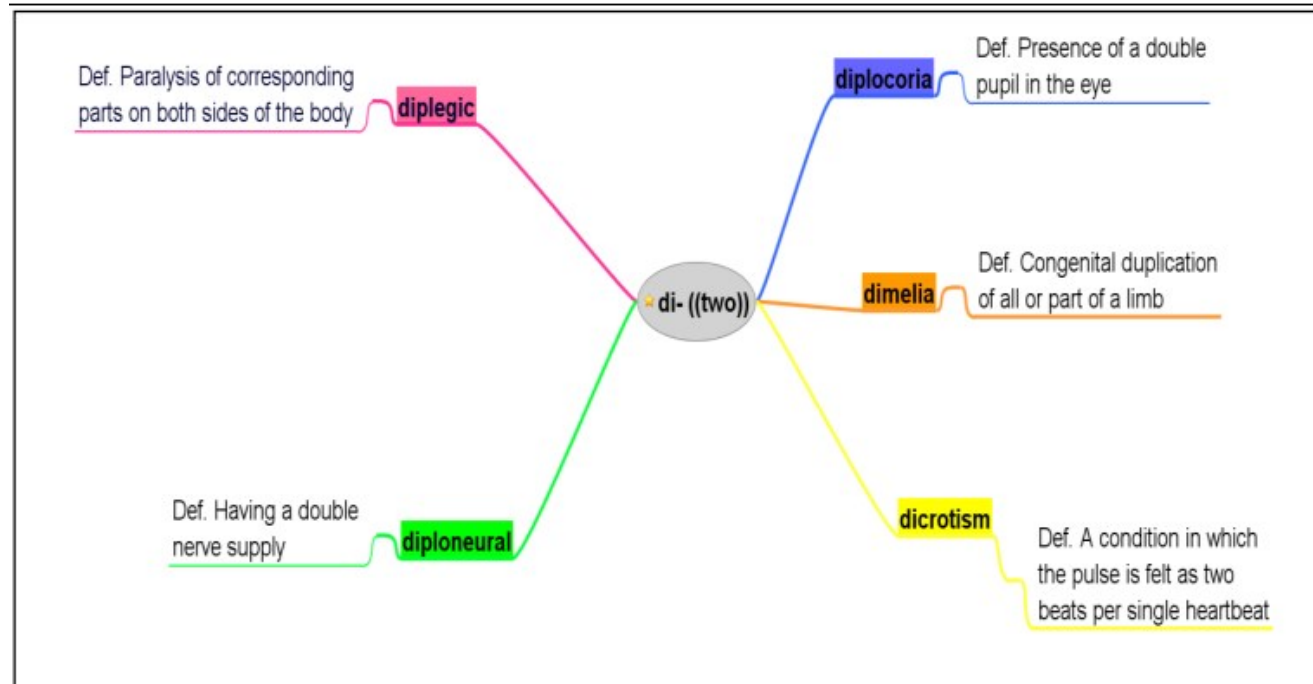 Def. Paralysis of corresponding
parts on both sides of the body
diplegic
Def. Having a double
nerve supply
diploneural
di- ((two))
diplocoria
Def. Presence of a double
pupil in the eye
dimelia
Def. Congenital duplication
of all or part of a limb
dicrotism
Def. A condition in which
the pulse is felt as two
beats per single heartbeat